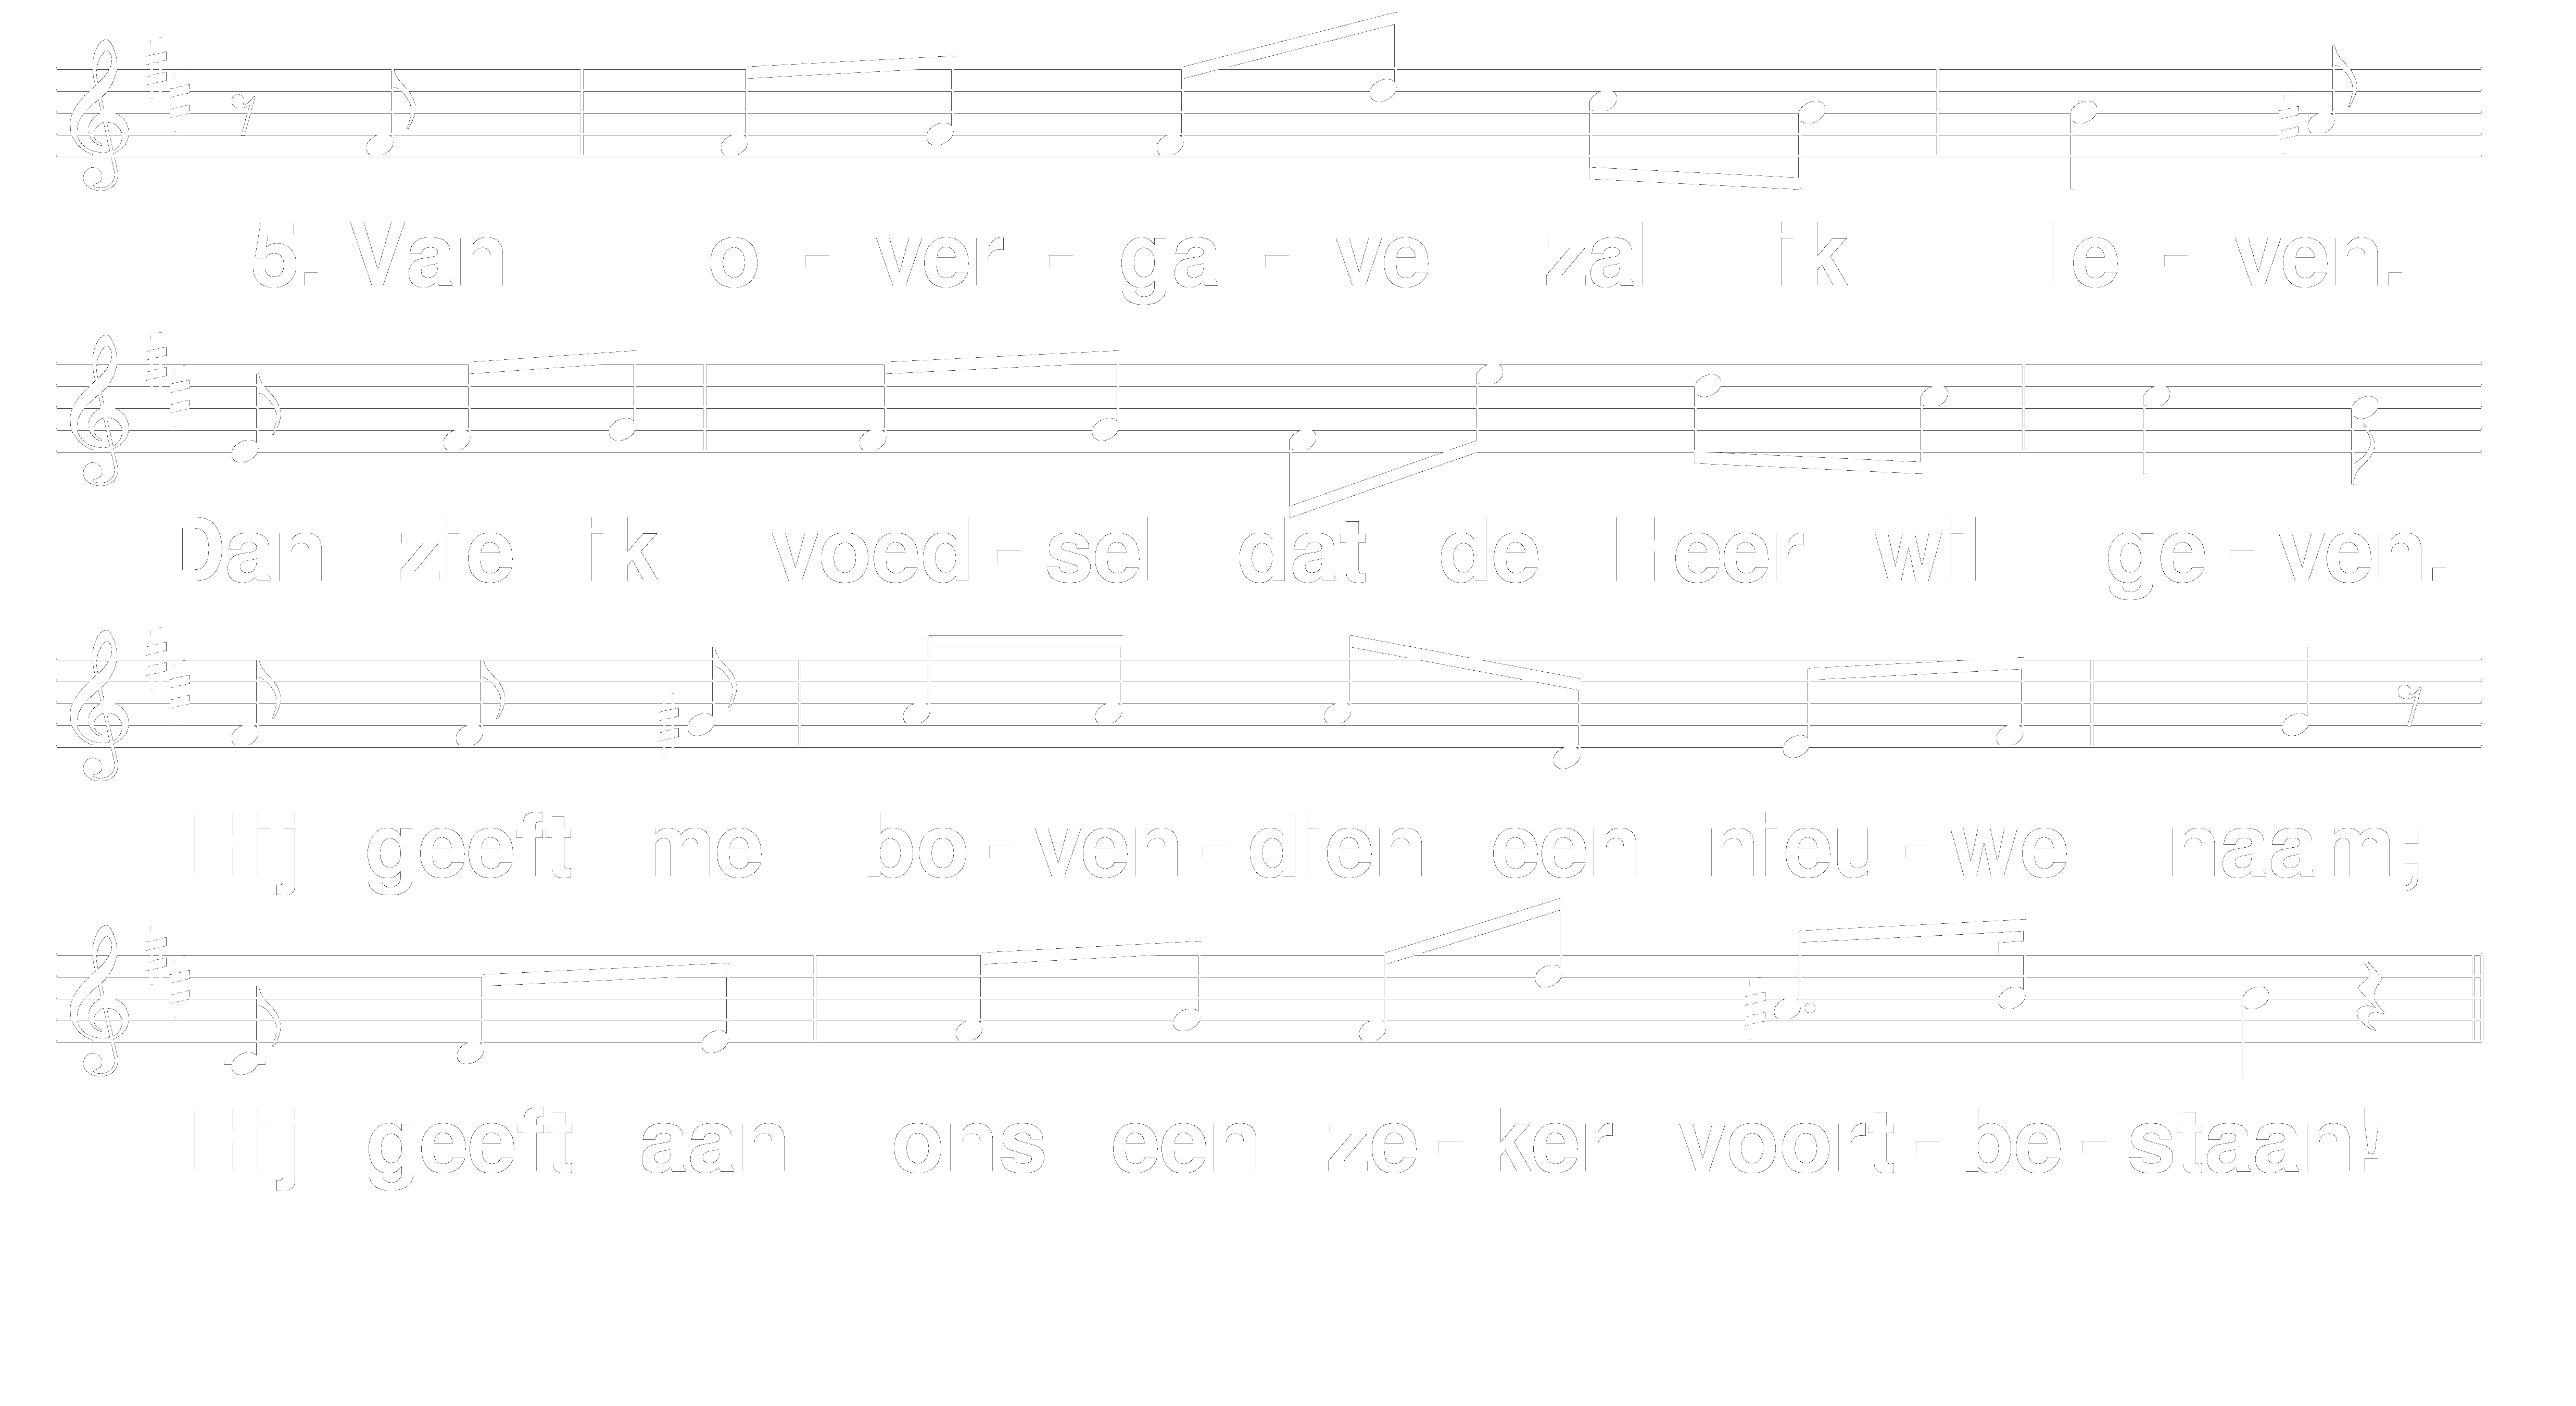 5. Van o - ver - ga - ve zal ik le - ven.
Dan zie ik voed - sel dat de Heer wil ge - ven.
Hij geeft me bo - ven - dien een nieu - we naam;
Hij geeft aan ons een ze - ker voort - be - staan!